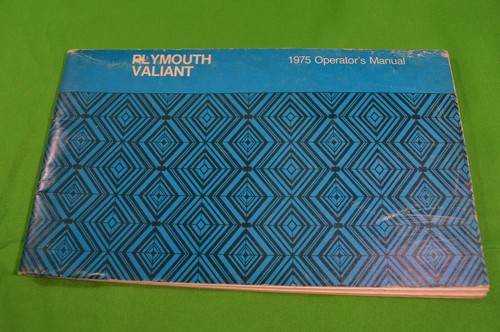 PLYMOUTH
VALIANT
1975 Operator's Manual